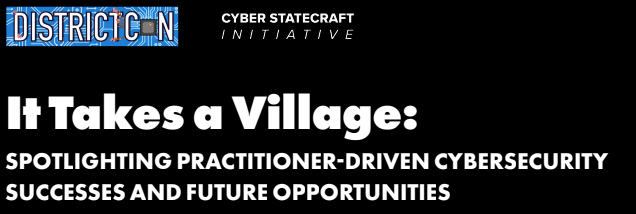 DISTRICTCON
CYBER STATECRAFT
INITIATIVE
It Takes a Village:
SPOTLIGHTING PRACTITIONER-DRIVEN CYBERSECURITY
SUCCESSES AND FUTURE OPPORTUNITIES